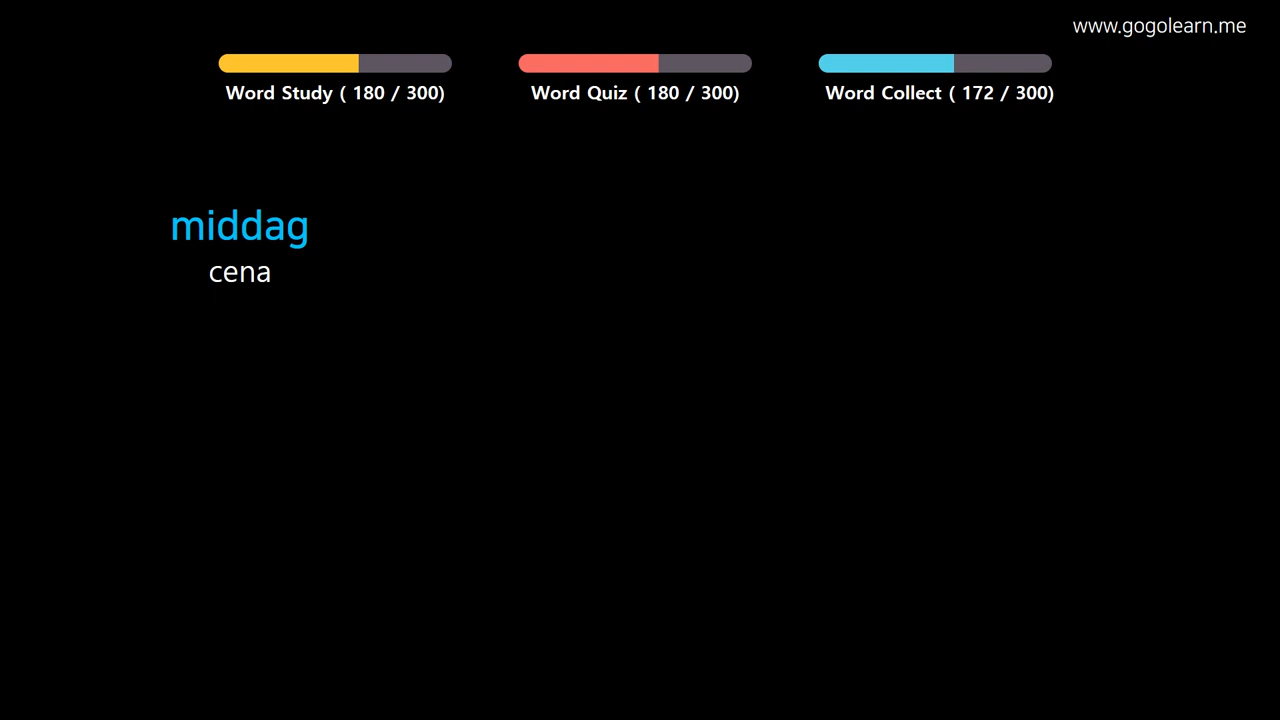 www.gogolearn.me
Word Study ( 180 / 300)
Word Quiz ( 180 / 300)
Word Collect ( 172 / 300)
middag
cena